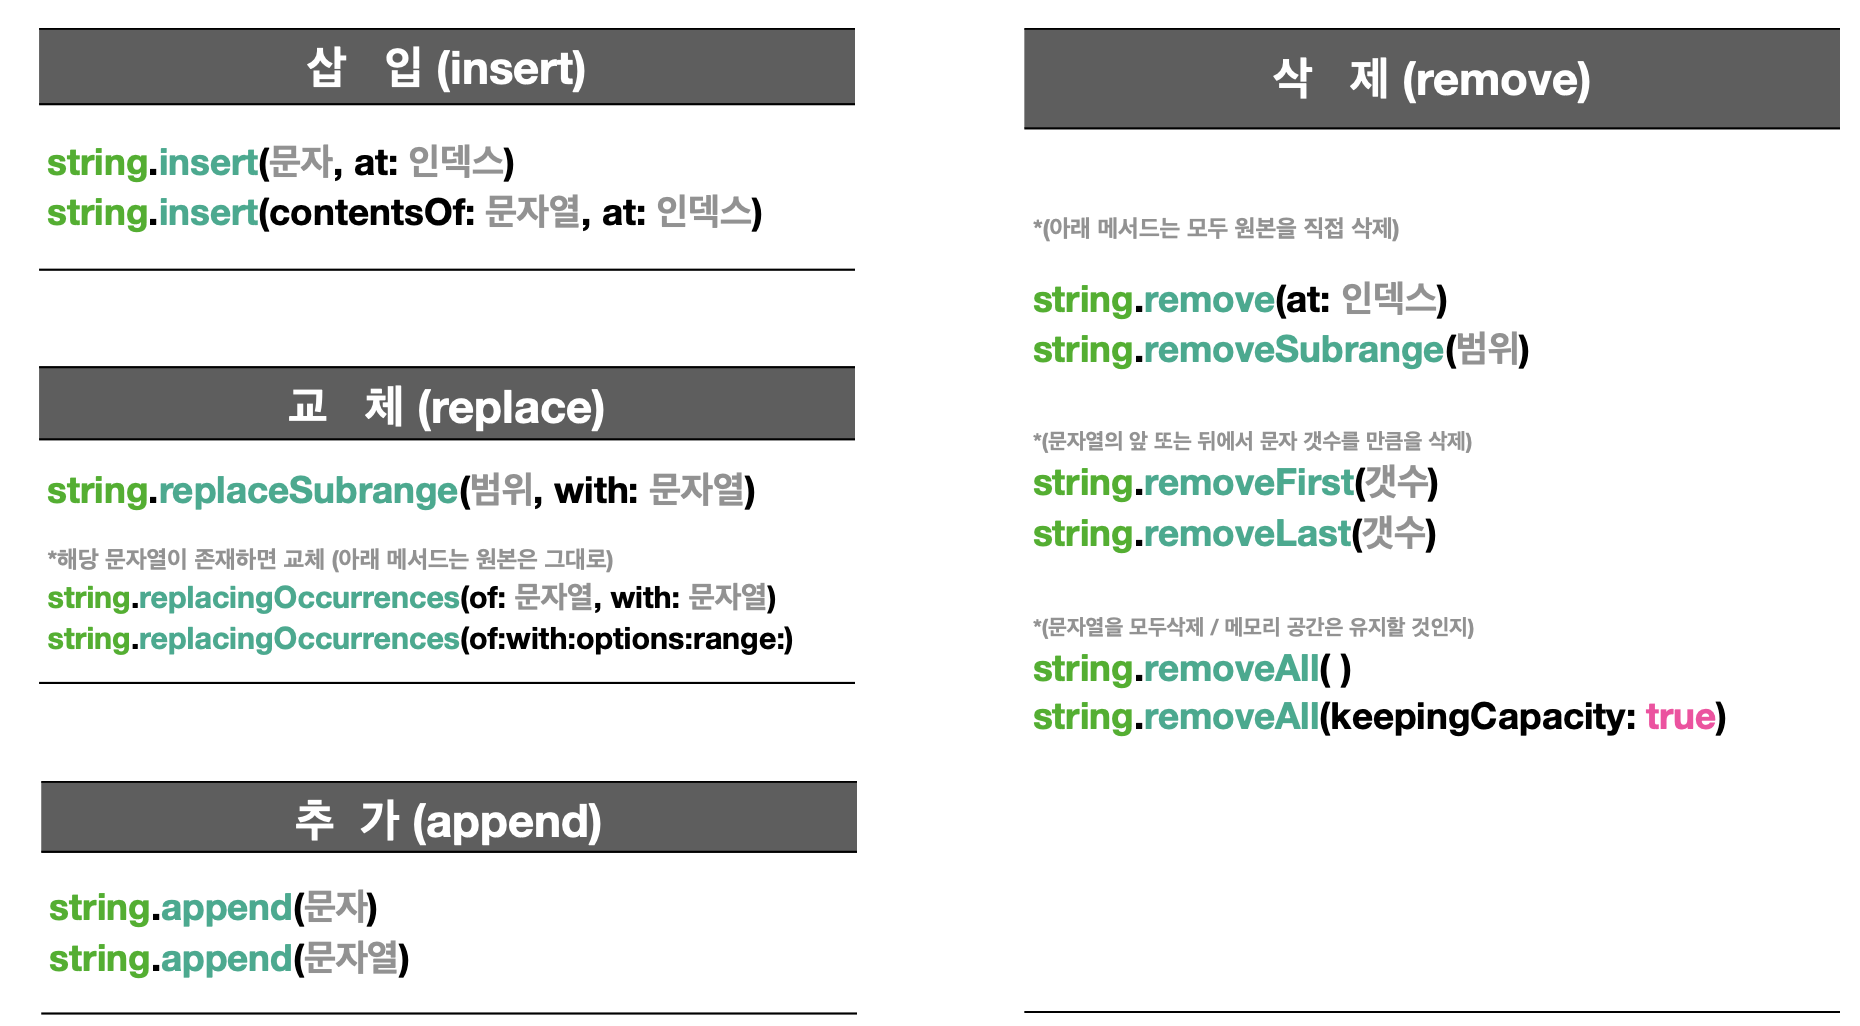 삽 입 (insert)
string.insert(문자, at: 인덱스)
string.insert(contentsOf: 문자열, at: 인덱스)
교 체 (replace)
string.replaceSubrange(범위, with: 문자열)
*해당 문자열이 존재하면 교체 (아래 메서드는 원본은 그대로)
string.replacingOccurrences(of: 문자열, with: 문자열)
string.replacingOccurrences(of:with:options:range:)
추 가 (append)
string.append(문자)
string.append(문자열)
삭 제 (remove)
*(아래 메서드는 모두 원본을 직접 삭제)
string.remove(at: 인덱스)
string.removeSubrange(범위)
*(문자열의 앞 또는 뒤에서 문자 갯수를 만큼을 삭제)
string.removeFirst(갯수)
string.removeLast(갯수)
*(문자열을 모두삭제 / 메모리 공간은 유지할 것인지)
string.removeAll( )
string.removeAll(keepingCapacity: true)